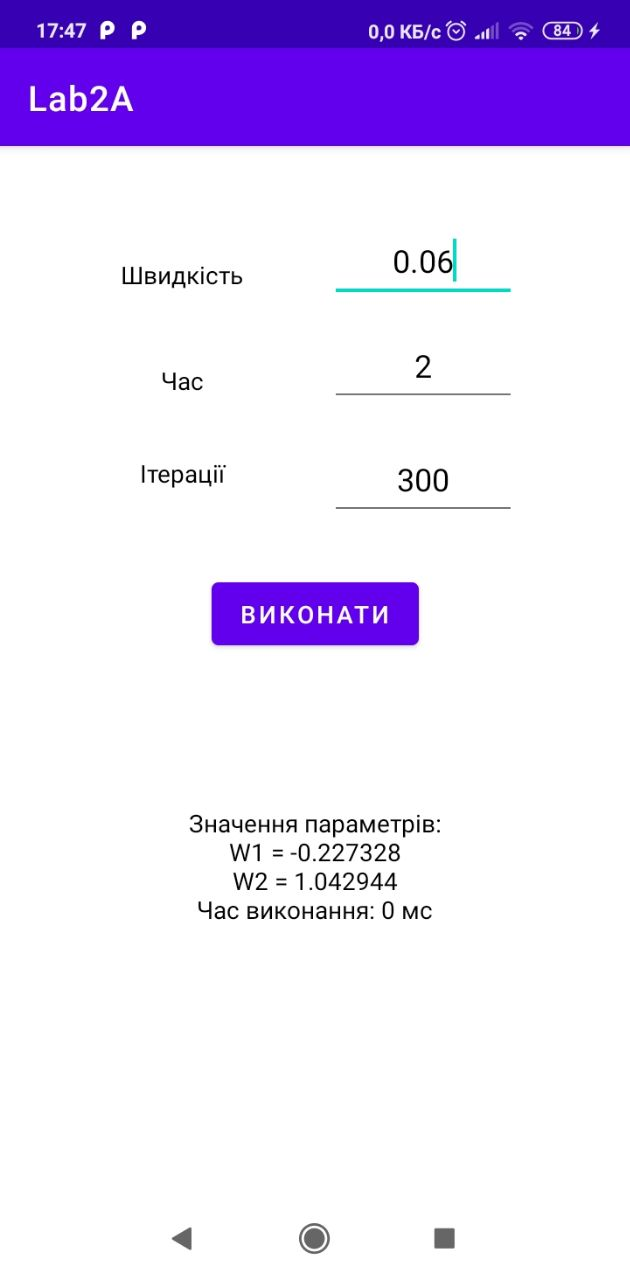 17:47 P P 0,0 КБ/с 84
Lab2A
Швидкість 0.06
Час 2
Ітерації 300
ВИКОНАТИ
Значення параметрів:
W1 = -0.227328
W2 = 1.042944
Час виконання: 0 мс